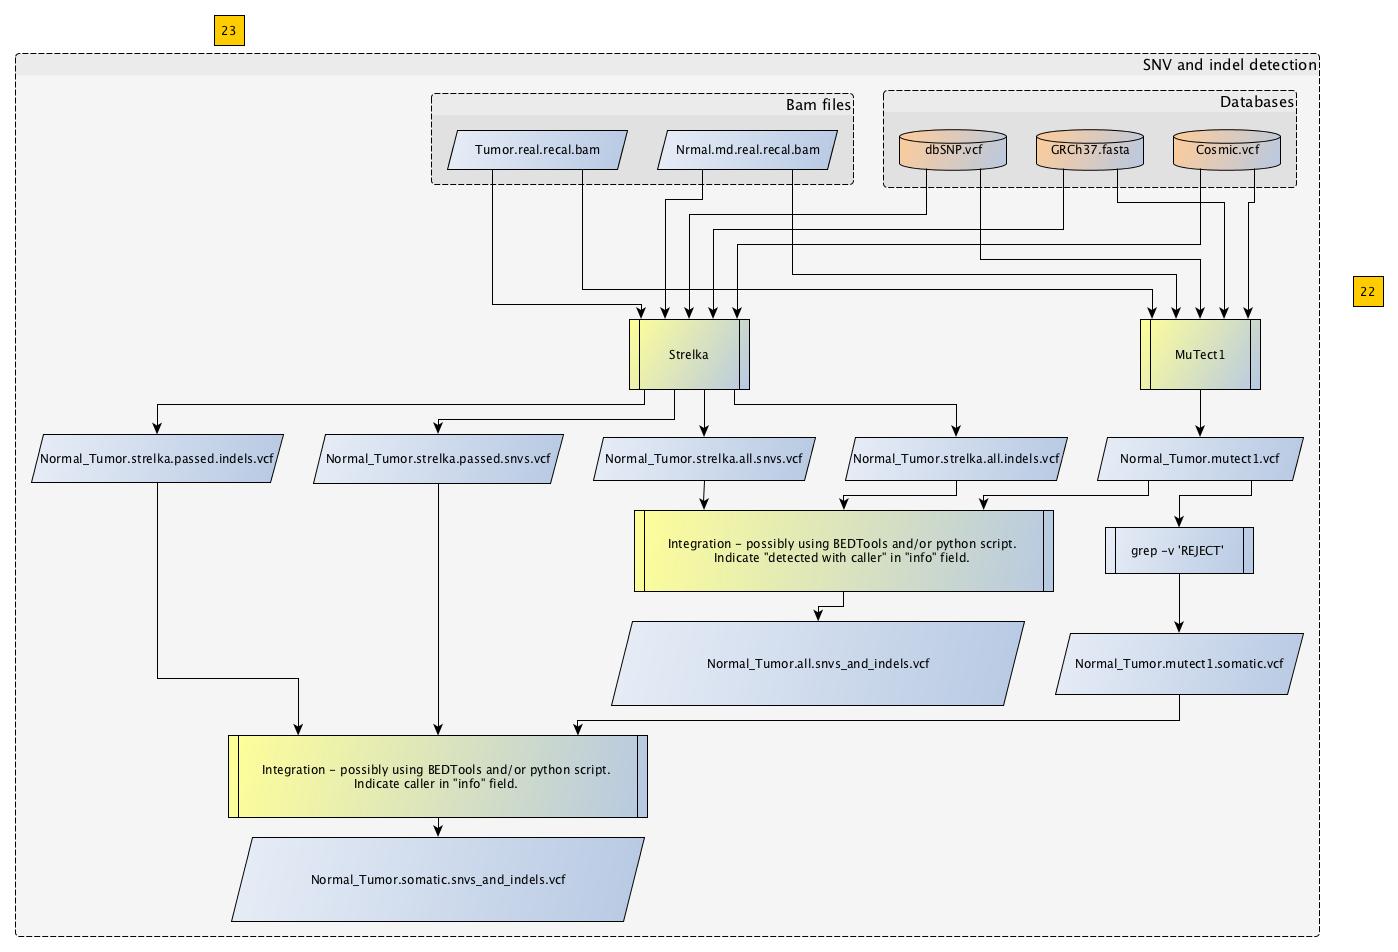 23
SNV and indel detection
Bam files
Databases
Tumor.real.recal.bam
Nrmal.md.real.recal.bam
dbSNP.vcf
GRCh37.fasta
Cosmic.vcf
22
Strelka
MuTect1
Normal_Tumor.strelka.passed.indels.vcf
Normal_Tumor.strelka.passed.snvs.vcf
Normal_Tumor.strelka.all.snvs.vcf
Normal_Tumor.strelka.all.indels.vcf
Normal_Tumor.mutect1.vcf
Integration - possibly using BEDTools and/or python script.
Indicate "detected with caller" in "info" field.
grep -v 'REJECT'
Normal_Tumor.all.snvs_and_indels.vcf
Normal_Tumor.mutect1.somatic.vcf
Integration - possibly using BEDTools and/or python script.
Indicate caller in "info" field.
Normal_Tumor.somatic.snvs_and_indels.vcf